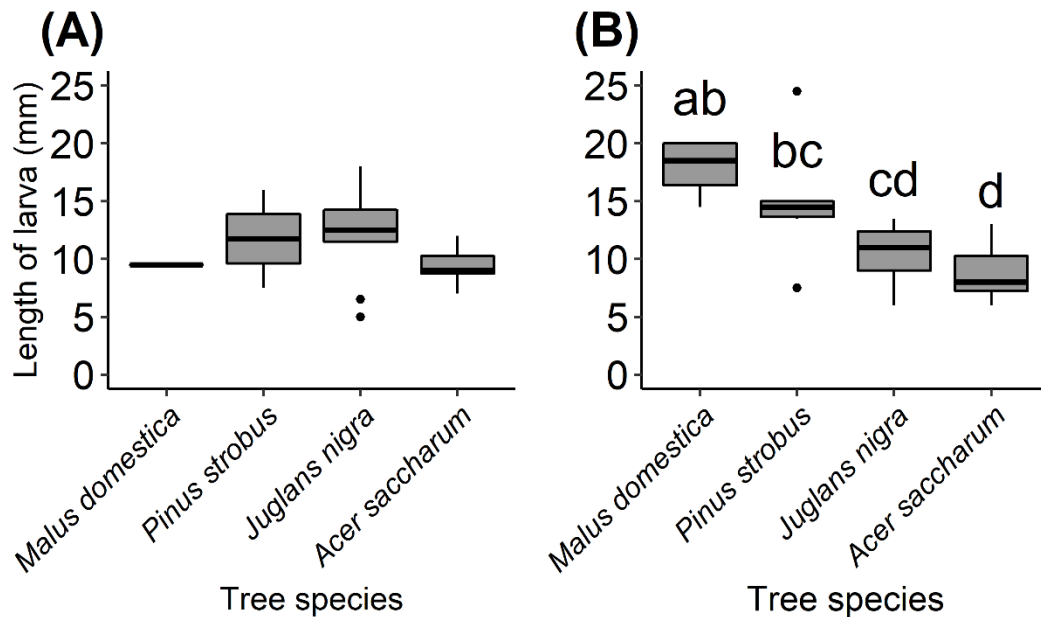 (A)
Length of larva (mm)
25
20
15
10
5
0
Malus domestica
Pinus strobus
Juglans nigra
Acer saccharum
Tree species
(B)
25
20
15
10
5
0
ab
bc
cd
d
Malus domestica
Pinus strobus
Juglans nigra
Acer saccharum
Tree species